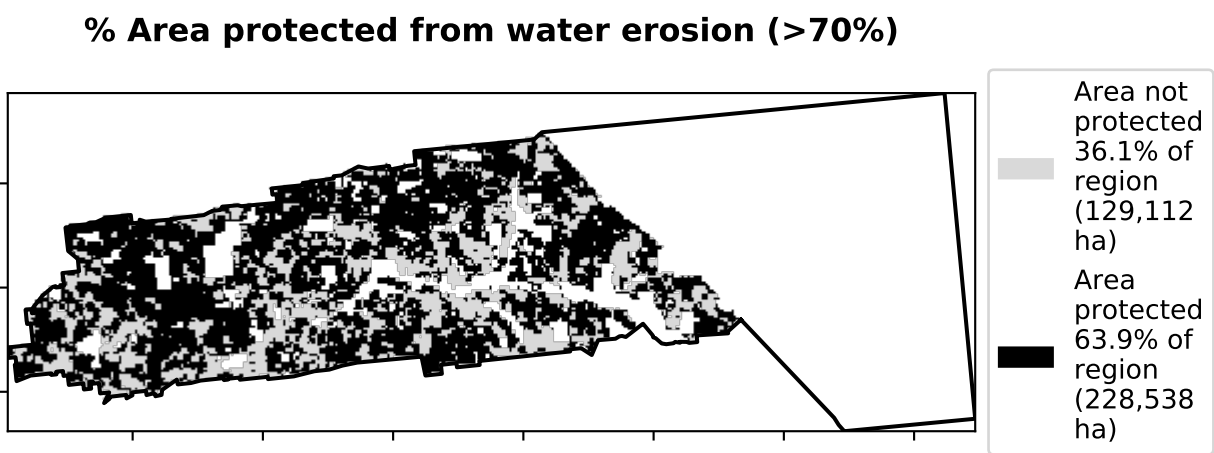 % Area protected from water erosion (>70%)
Area not
protected
36.1% of
region
(129,112
ha)
Area
protected
63.9% of
region
(228,538
ha)